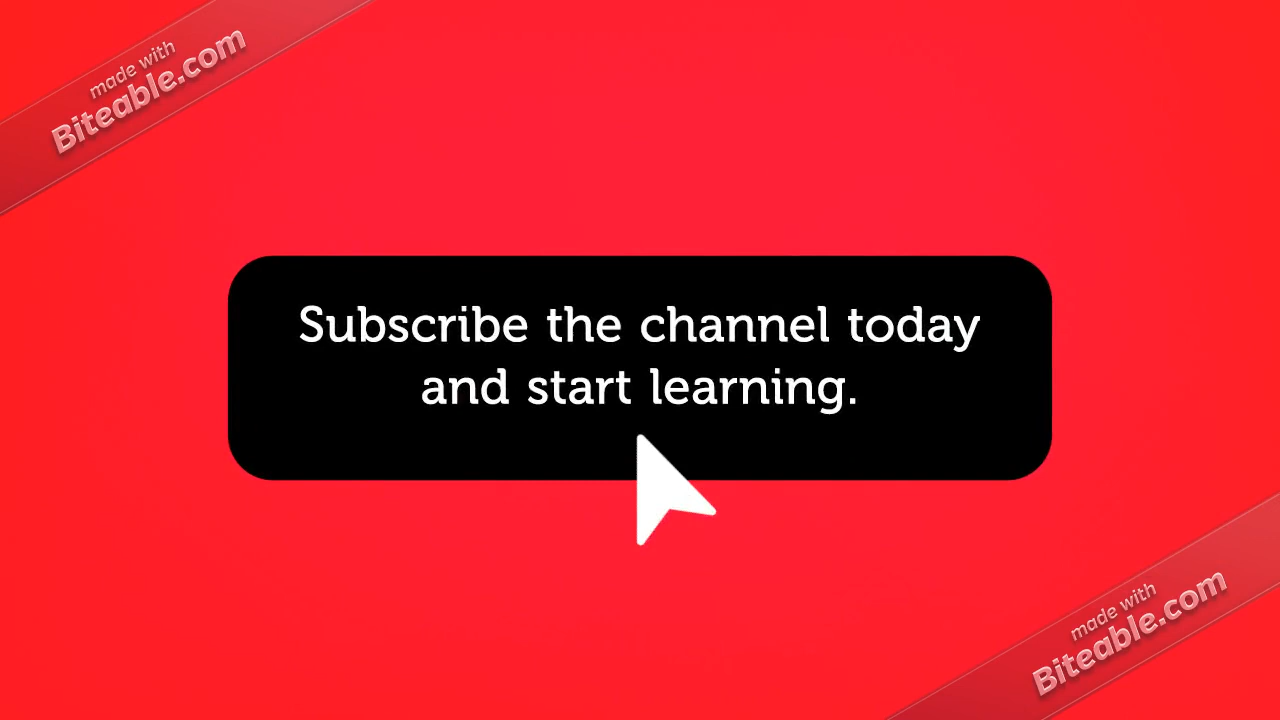 made with
Biteable.com
Subscribe the channel today
and start learning.
made with
Biteable.com